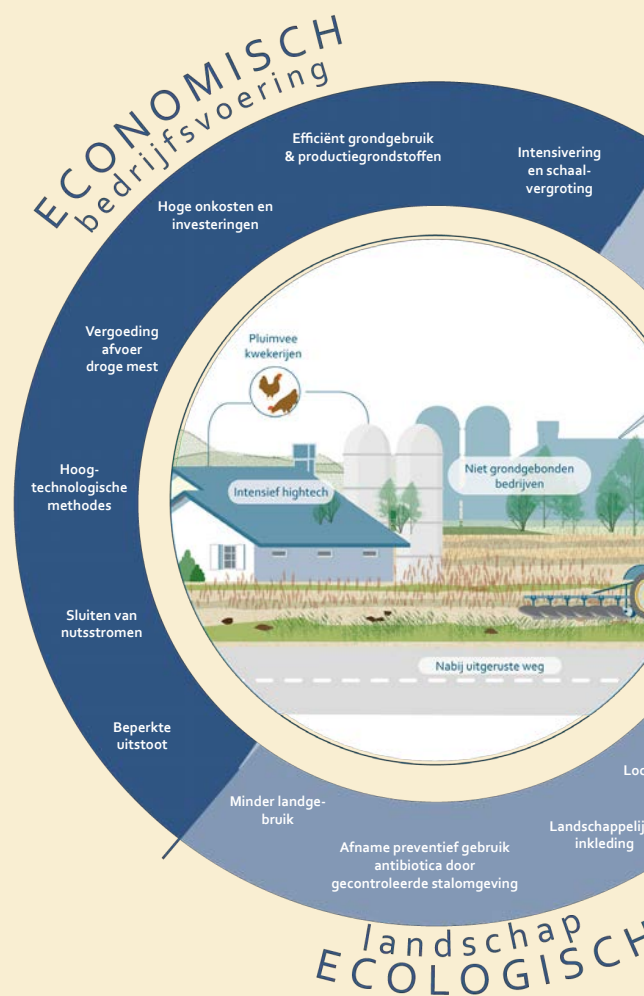 ECONOMISCH
bedrijfsvoering
Efficiënt grondgebruik
& productiegrondstoffen
Intensivering
en schaal-
vergroting
Hoge onkosten en
investeringen
Vergoeding
afvoer
droge mest
Hoog-
technologische
methodes
Sluiten van
nutsstromen
Beperkte
uitstoot
Pluimvee
kwekerijen
Intensief hightech
Niet grondgebonden
bedrijven
Nabij uitgeruste weg
Minder landge-
bruik
Afname preventief gebruik
antibiotica door
gecontroleerde stalomgeving
Landschappelij
inkleding
landschap
ECOLOGISCH